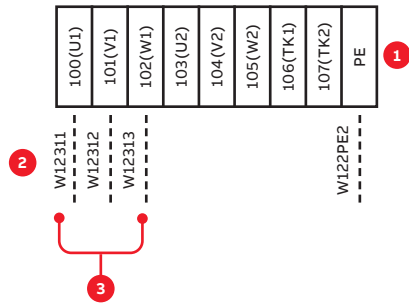 100(U1)
101(V1)
102(W1)
103(U2)
104(V2)
105(W2)
106(TK1)
107(TK2)
PE
1
2
W12311
W12312
W12313
W122PE2
3